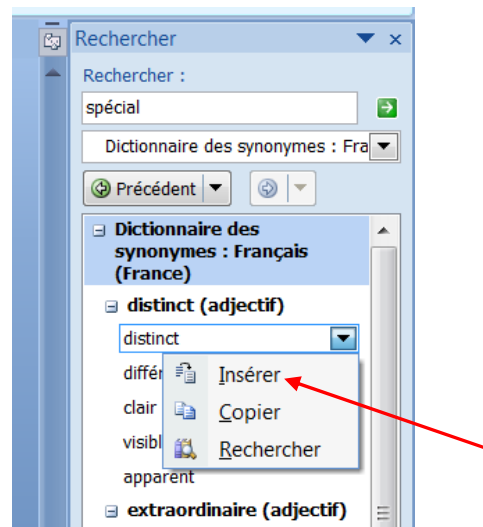 Rechercher
Rechercher :
spécial
Dictionnaire des synonymes : Fra
Précédent
Dictionnaire des
synonymes : Français
(France)
distinct (adjectif)
distinct
différ
Insérer
clair
Copier
visibl
Rechercher
apparent
extraordinaire (adjectif)